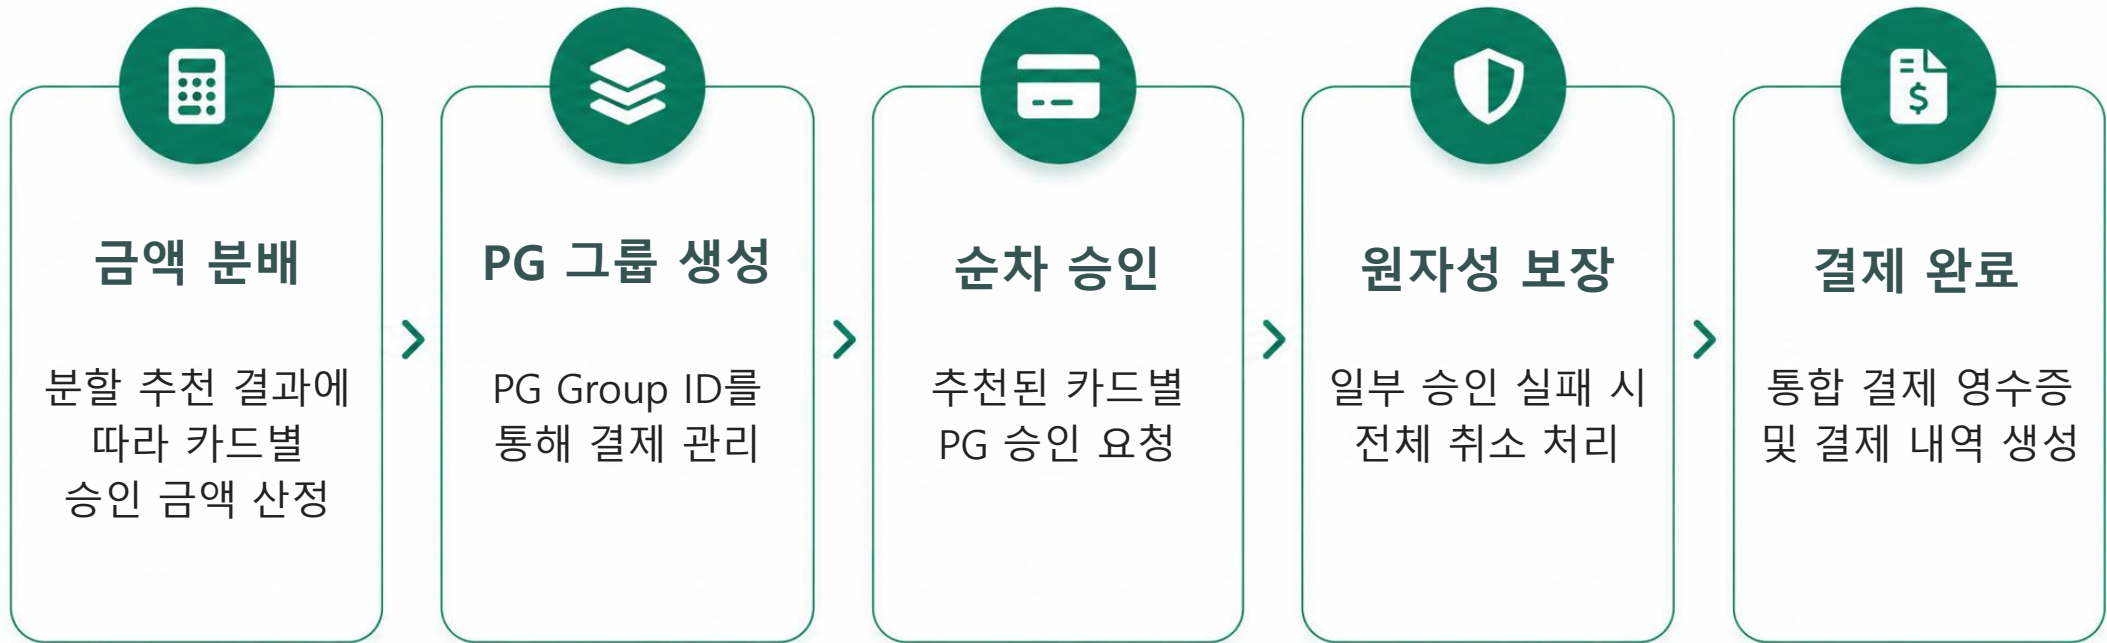 금액 분배
분할 추천 결과에
따라 카드별
승인 금액 산정
PG 그룹 생성
PG Group ID를
통해 결제 관리
순차 승인
추천된 카드별
PG 승인 요청
원자성 보장
일부 승인 실패 시
전체 취소 처리
결제 완료
통합 결제 영수증
및 결제 내역 생성